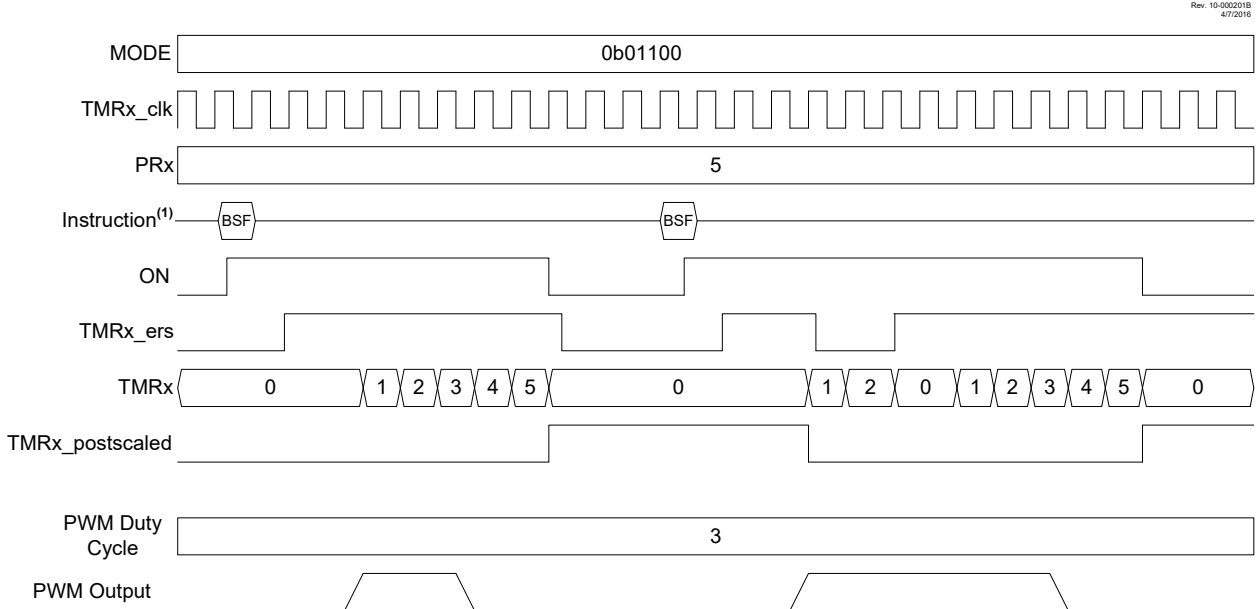 Rev. 10-000201B
4/7/2016
MODE 0b01100
TMRx_clk
PRx 5
Instruction(1) BSF BSF
ON
TMRx_ers
TMRx 0 1 2 3 4 5 0 1 2 0 1 2 3 4 5 0
TMRx_postscaled
PWM Duty
Cycle 3
PWM Output